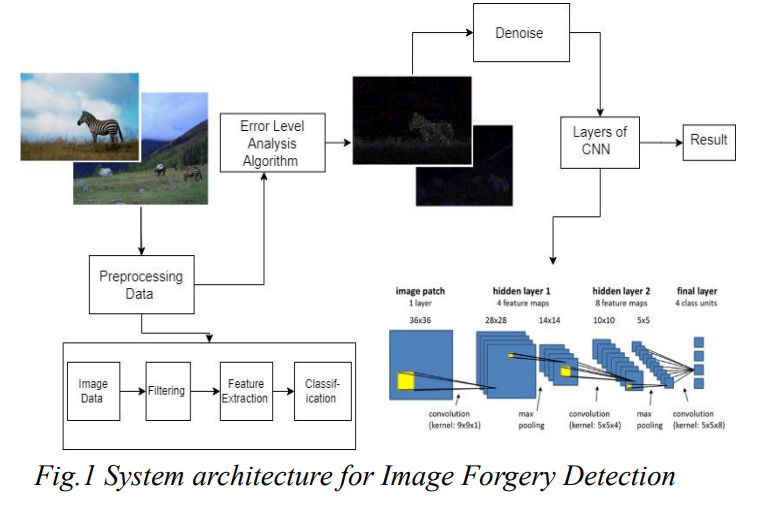 Denoise
Error Level
Analysis
Algorithm
Layers of
CNN
Result
Preprocessing
Data
Image
Data
Filtering
Feature
Extraction
Classif-
ication
image patch
1 layer
36x36
hidden layer 1
4 feature maps
28x28
14x14
hidden layer 2
8 feature maps
10x10
5x5
final layer
4 class units
convolution
(kernel: 9x9x1)
max
pooling
convolution
(kernel: 5x5x4)
max
pooling
convolution
(kernel: 5x5x8)
Fig.1 System architecture for Image Forgery Detection